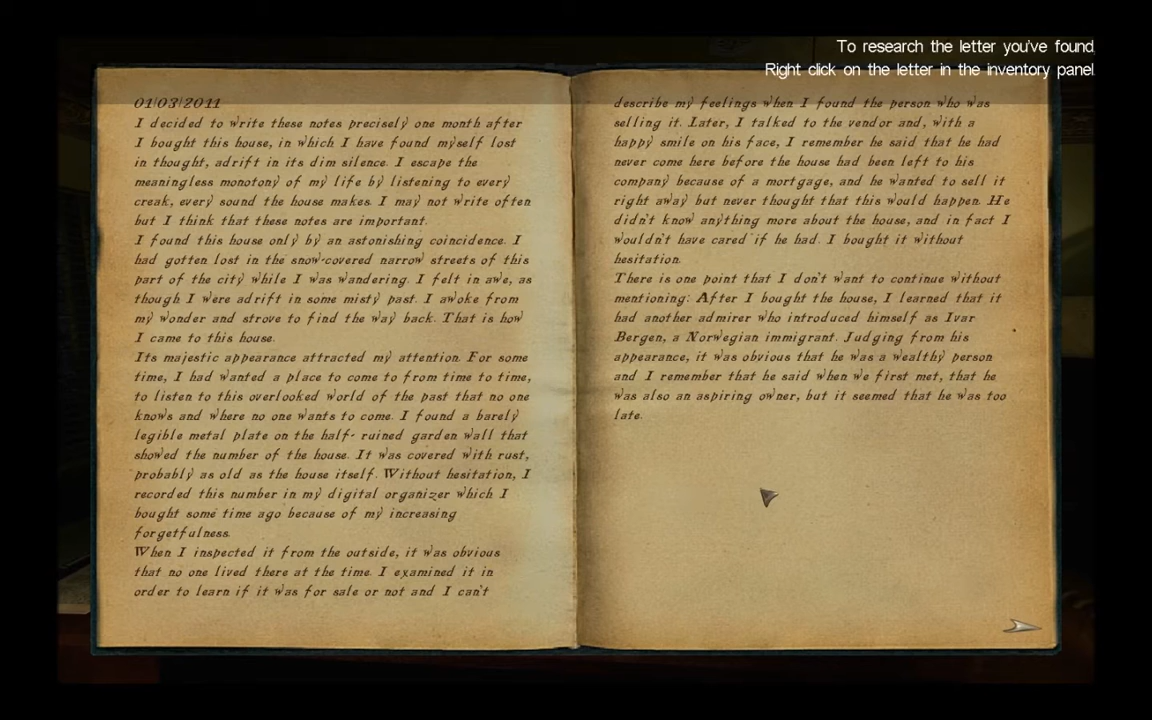 To research the letter you've found,
Right click on the letter in the inventory panel.
01/03/2011
I decided to write these notes precisely one month after
I bought this house, in which I have found myself lost
in thought, adrift in its dim silence. I escape the
meaningless monotony of my life by listening to every
creak, every sound the house makes. I may not write often
but I think that these notes are important.
I found this house only by an astonishing coincidence. I
had gotten lost in the snow-covered narrow streets of this
part of the city while I was wandering. I felt in awe, as
though I were adrift in some misty past. I awoke from
my wonder and strove to find the way back. That is how
I came to this house.
Its majestic appearance attracted my attention. For some
time, I had wanted a place to come to from time to time,
to listen to this overlooked world of the past that no one
knows and where no one wants to come. I found a barely
legible metal plate on the half- ruined garden wall that
showed the number of the house. It was covered with rust,
probably as old as the house itself. Without hesitation, I
recorded this number in my digital organizer which I
bought some time ago because of my increasing
forgetfulness.
When I inspected it from the outside, it was obvious
that no one lived there at the time. I examined it in
order to learn if it was for sale or not and I can't
describe my feelings when I found the person who was
selling it. Later, I talked to the vendor and, with a
happy smile on his face, I remember he said that he had
never come here before the house had been left to his
company because of a mortgage, and he wanted to sell it
right away but never thought that this would happen. He
didn't know anything more about the house, and in fact I
wouldn't have cared if he had. I bought it without
hesitation.
There is one point that I don't want to continue without
mentioning: After I bought the house, I learned that it
had another admirer who introduced himself as Ivar
Bergen, a Norwegian immigrant. Judging from his
appearance, it was obvious that he was a wealthy person
and I remember that he said when we first met, that he
was also an aspiring owner, but it seemed that he was too
late.